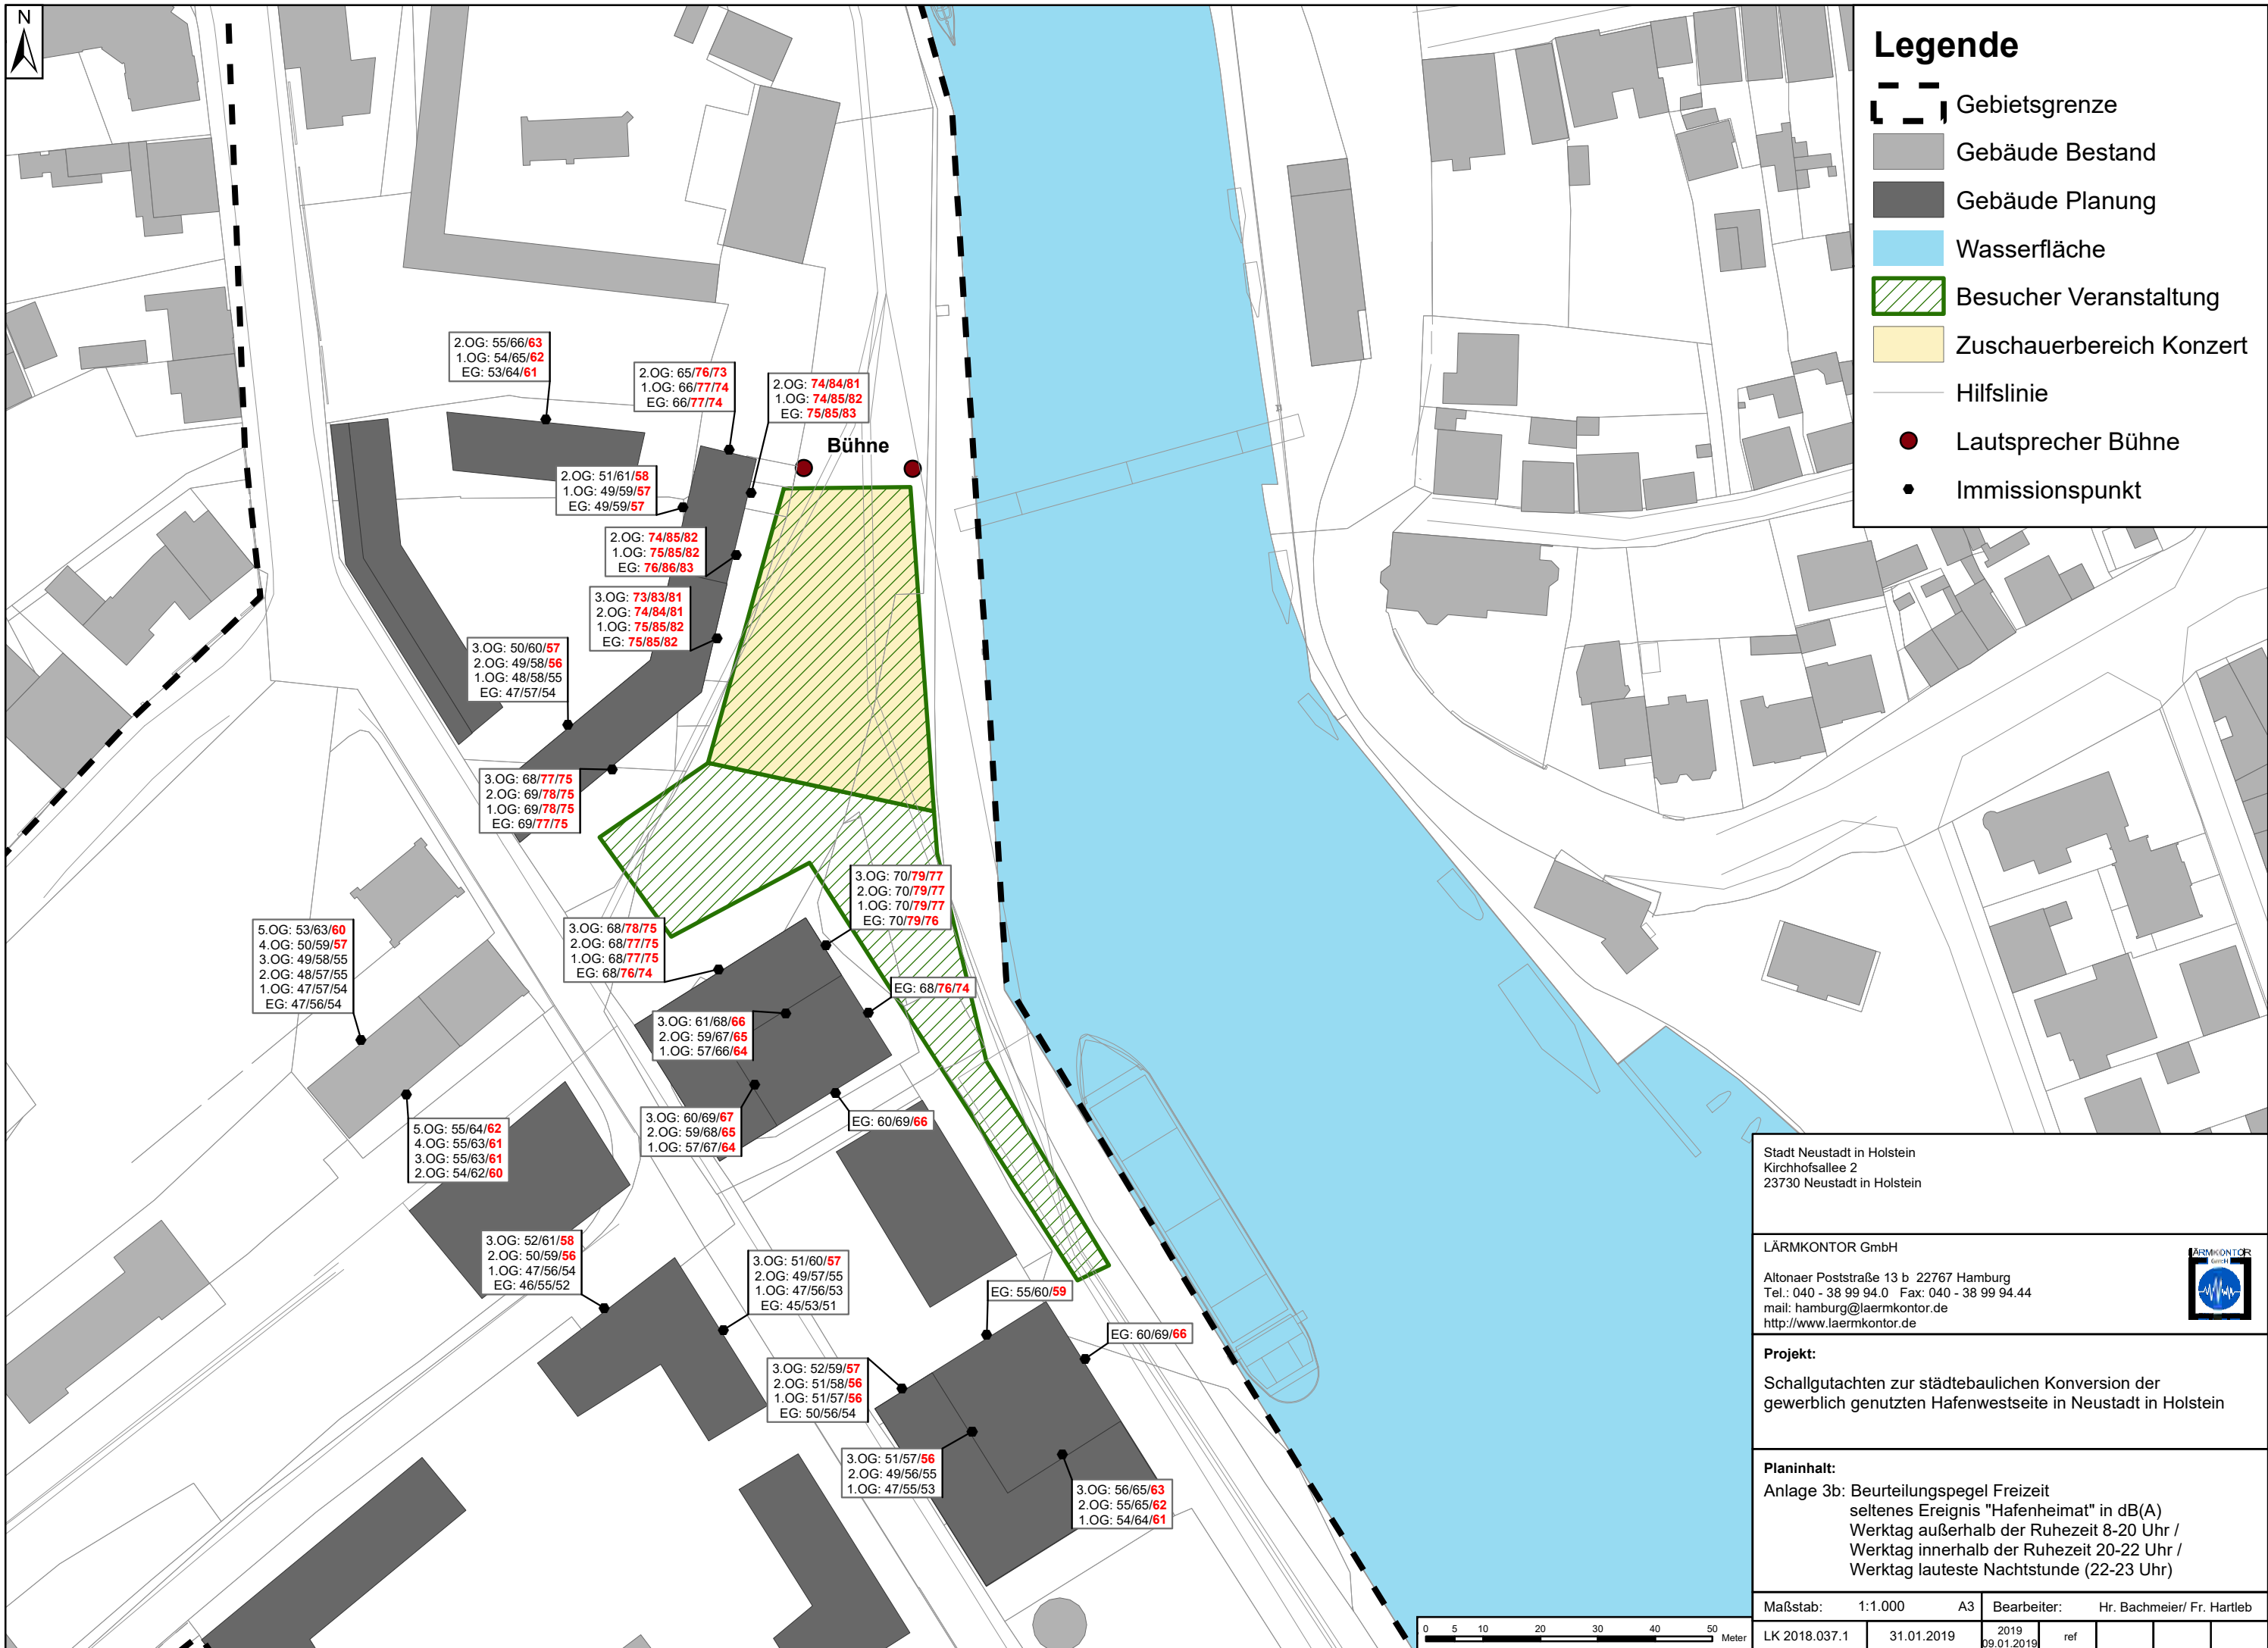 N
Legende
Gebietsgrenze
Gebäude Bestand
Gebäude Planung
Wasserfläche
Besucher Veranstaltung
Zuschauerbereich Konzert
Hilfslinie
Lautsprecher Bühne
Immissionspunkt
2.OG: 55/66/63
1.OG: 54/65/62
EG: 53/64/61
2.OG: 65/76/73
1.OG: 66/77/74
EG: 66/77/74
2.OG: 74/84/81
1.OG: 74/85/82
EG: 75/85/83
Bühne
2.OG: 51/61/58
1.OG: 49/59/57
EG: 49/59/57
2.OG: 74/85/82
1.OG: 75/85/82
EG: 76/86/83
3.OG: 73/83/81
2.OG: 74/84/81
1.OG: 75/85/82
EG: 75/85/82
3.OG: 50/60/57
2.OG: 49/58/56
1.OG: 48/58/55
EG: 47/57/54
3.OG: 68/77/75
2.OG: 69/78/75
1.OG: 69/78/75
EG: 69/77/75
3.OG: 70/79/77
2.OG: 70/79/77
1.OG: 70/79/77
EG: 70/79/76
5.OG: 53/63/60
4.OG: 50/59/57
3.OG: 49/58/55
2.OG: 48/57/55
1.OG: 47/57/54
EG: 47/56/54
3.OG: 68/78/75
2.OG: 68/77/75
1.OG: 68/77/75
EG: 68/76/74
EG: 68/76/74
3.OG: 61/68/66
2.OG: 59/67/65
1.OG: 57/66/64
3.OG: 60/69/67
2.OG: 59/68/65
1.OG: 57/67/64
EG: 60/69/66
5.OG: 55/64/62
4.OG: 55/63/61
3.OG: 55/63/61
2.OG: 54/62/60
3.OG: 52/61/58
2.OG: 50/59/56
1.OG: 47/56/54
EG: 46/55/52
3.OG: 51/60/57
2.OG: 49/57/55
1.OG: 47/56/53
EG: 45/53/51
EG: 55/60/59
EG: 60/69/66
3.OG: 52/59/57
2.OG: 51/58/56
1.OG: 51/57/56
EG: 50/56/54
3.OG: 51/57/56
2.OG: 49/56/55
1.OG: 47/55/53
3.OG: 56/65/63
2.OG: 55/65/62
1.OG: 54/64/61
Stadt Neustadt in Holstein
Kirchhofsallee 2
23730 Neustadt in Holstein
LÄRMKONTOR GmbH
Altonaer Poststraße 13 b 22767 Hamburg
Tel.: 040 - 38 99 94.0 Fax: 040 - 38 99 94.44
mail: hamburg@laermkontor.de
http://www.laermkontor.de
LÄRMKONTOR
GmbH
Projekt:
Schallgutachten zur städtebaulichen Konversion der
gewerblich genutzten Hafenwestseite in Neustadt in Holstein
Planinhalt:
Anlage 3b: Beurteilungspegel Freizeit
seltenes Ereignis "Hafenheimat" in dB(A)
Werktag außerhalb der Ruhezeit 8-20 Uhr /
Werktag innerhalb der Ruhezeit 20-22 Uhr /
Werktag lauteste Nachtstunde (22-23 Uhr)
Maßstab: 1:1.000 A3 Bearbeiter: Hr. Bachmeier/ Fr. Hartleb
LK 2018.037.1 31.01.2019 2019 ref
09.01.2019
0 5 10 20 30 40 50 Meter